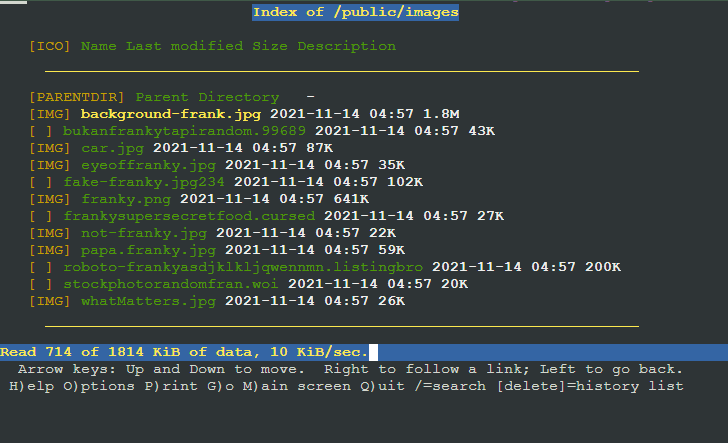 Index of /public/images
[ICO] Name Last modified Size Description
[PARENTDIR] Parent Directory -
[IMG] background-frank.jpg 2021-11-14 04:57 1.8M
[ ] bukanfrankytapirandom.99689 2021-11-14 04:57 43K
[IMG] car.jpg 2021-11-14 04:57 87K
[IMG] eyeoffranky.jpg 2021-11-14 04:57 35K
[ ] fake-franky.jpg234 2021-11-14 04:57 102K
[IMG] franky.png 2021-11-14 04:57 641K
[ ] frankysupersecretfood.cursed 2021-11-14 04:57 27K
[IMG] not-franky.jpg 2021-11-14 04:57 22K
[IMG] papa.franky.jpg 2021-11-14 04:57 59K
[ ] roboto-frankyasdjklkljqwennmn.listingbro 2021-11-14 04:57 200K
[ ] stockphotorandomfran.woi 2021-11-14 04:57 20K
[IMG] whatMatters.jpg 2021-11-14 04:57 26K
Read 714 of 1814 KiB of data, 10 KiB/sec.
Arrow keys: Up and Down to move.  Right to follow a link; Left to go back.
H)elp O)ptions P)rint G)o M)ain screen Q)uit /=search [delete]=history list